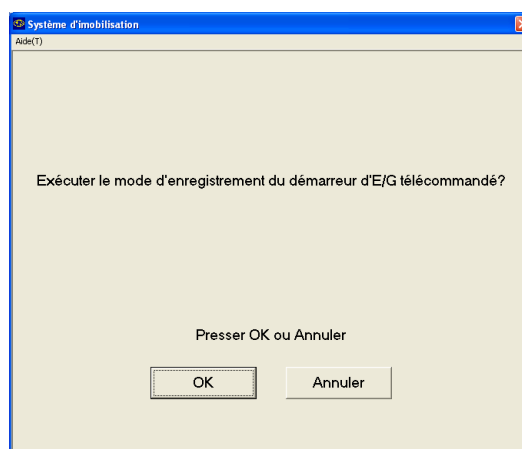 Système d'imobilisation
Aide(T)
Exécuter le mode d'enregistrement du démarreur d'E/G télécommandé?
Presser OK ou Annuler
OK
Annuler